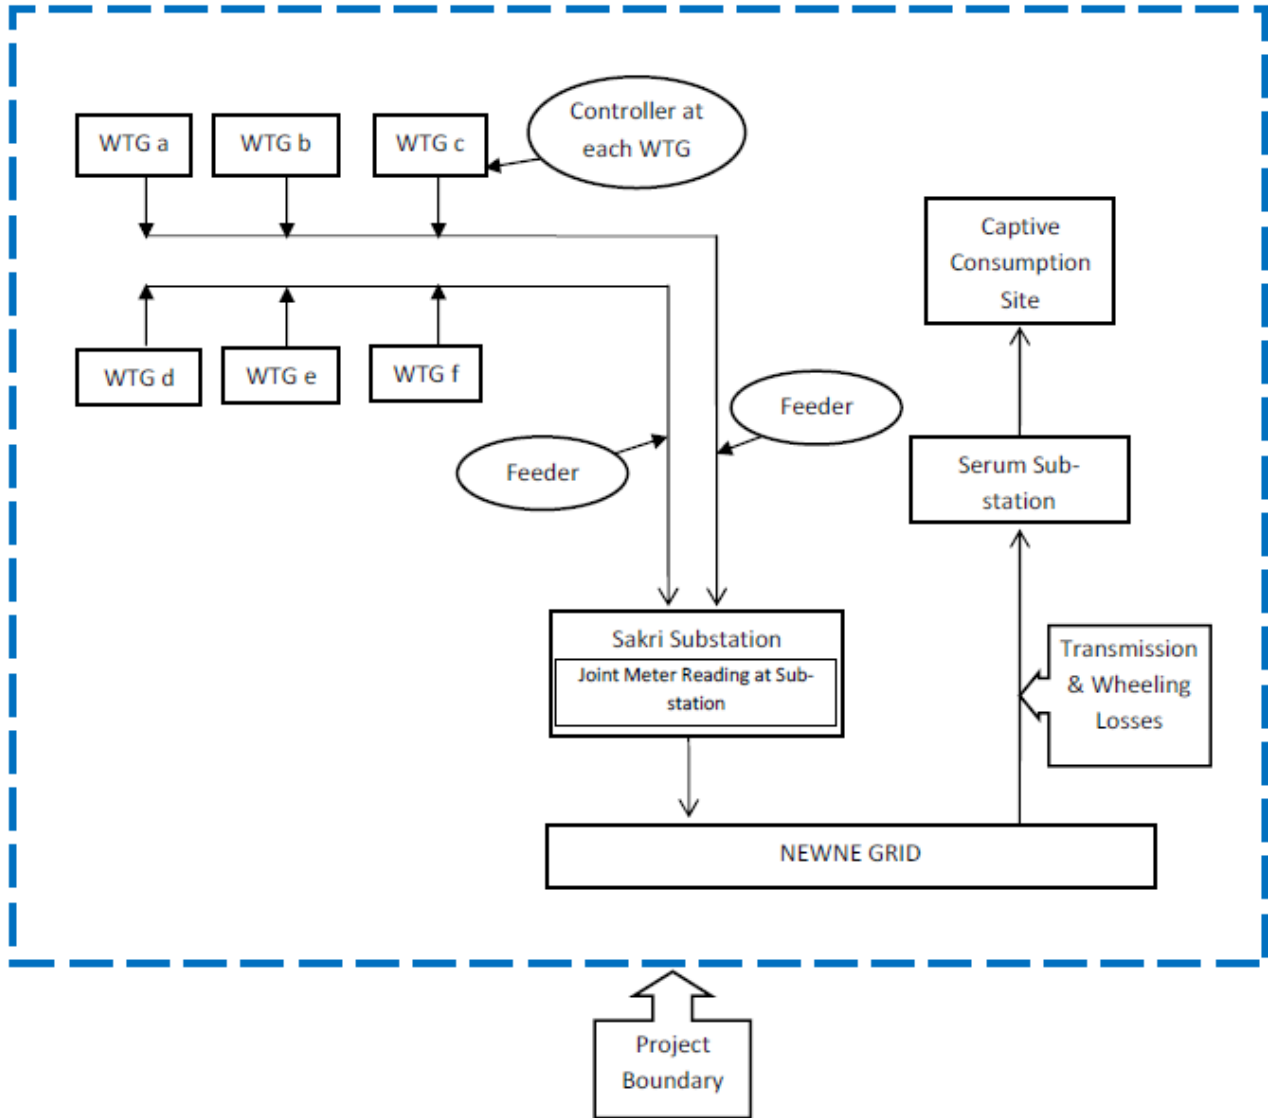 WTG a
WTG b
WTG c
Controller at
each WTG
Captive
Consumption
Site
WTG d
WTG e
WTG f
Feeder
Feeder
Serum Sub-
station
Sakri Substation
Joint Meter Reading at Sub-
station
Transmission
& Wheeling
Losses
NEWNE GRID
Project
Boundary